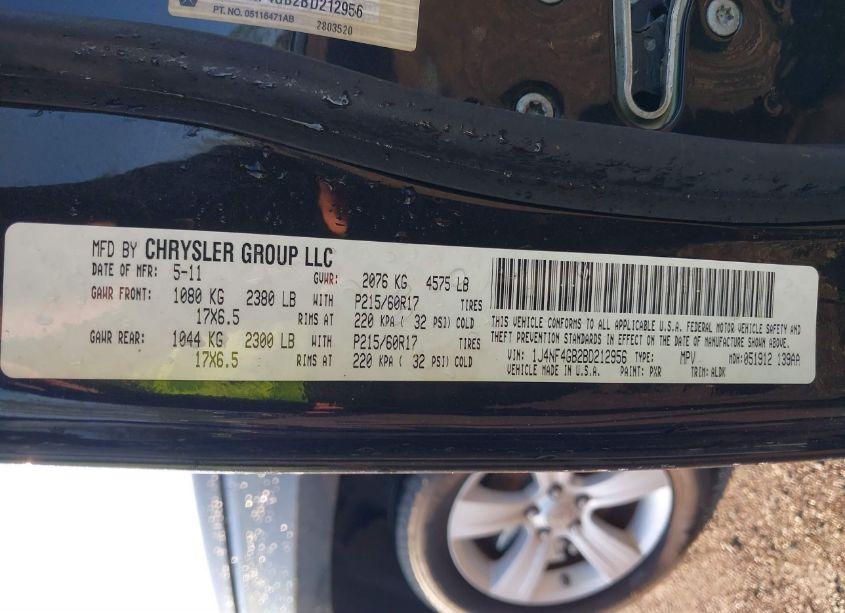 4GB2BD212956
PT. NO. 05116471AB 2803520
MFD BY CHRYSLER GROUP LLC
DATE OF MFR: 5-11 GVWR: 2076 KG 4575 LB
GAWR FRONT: 1080 KG 2380 LB WITH P215/60R17 TIRES
17X6.5 RIMS AT 220 KPA ( 32 PSI) COLD
GAWR REAR: 1044 KG 2300 LB WITH P215/60R17 TIRES
17X6.5 RIMS AT 220 KPA ( 32 PSI) COLD
THIS VEHICLE CONFORMS TO ALL APPLICABLE U.S.A. FEDERAL MOTOR VEHICLE SAFETY AND
THEFT PREVENTION STANDARDS IN EFFECT ON THE DATE OF MANUFACTURE SHOWN ABOVE.
VIN: 1J4NF4GB2BD212956 TYPE: MPV MDH: 051912 139AA
VEHICLE MADE IN U.S.A. PAINT: PXR TRIM: ALDK